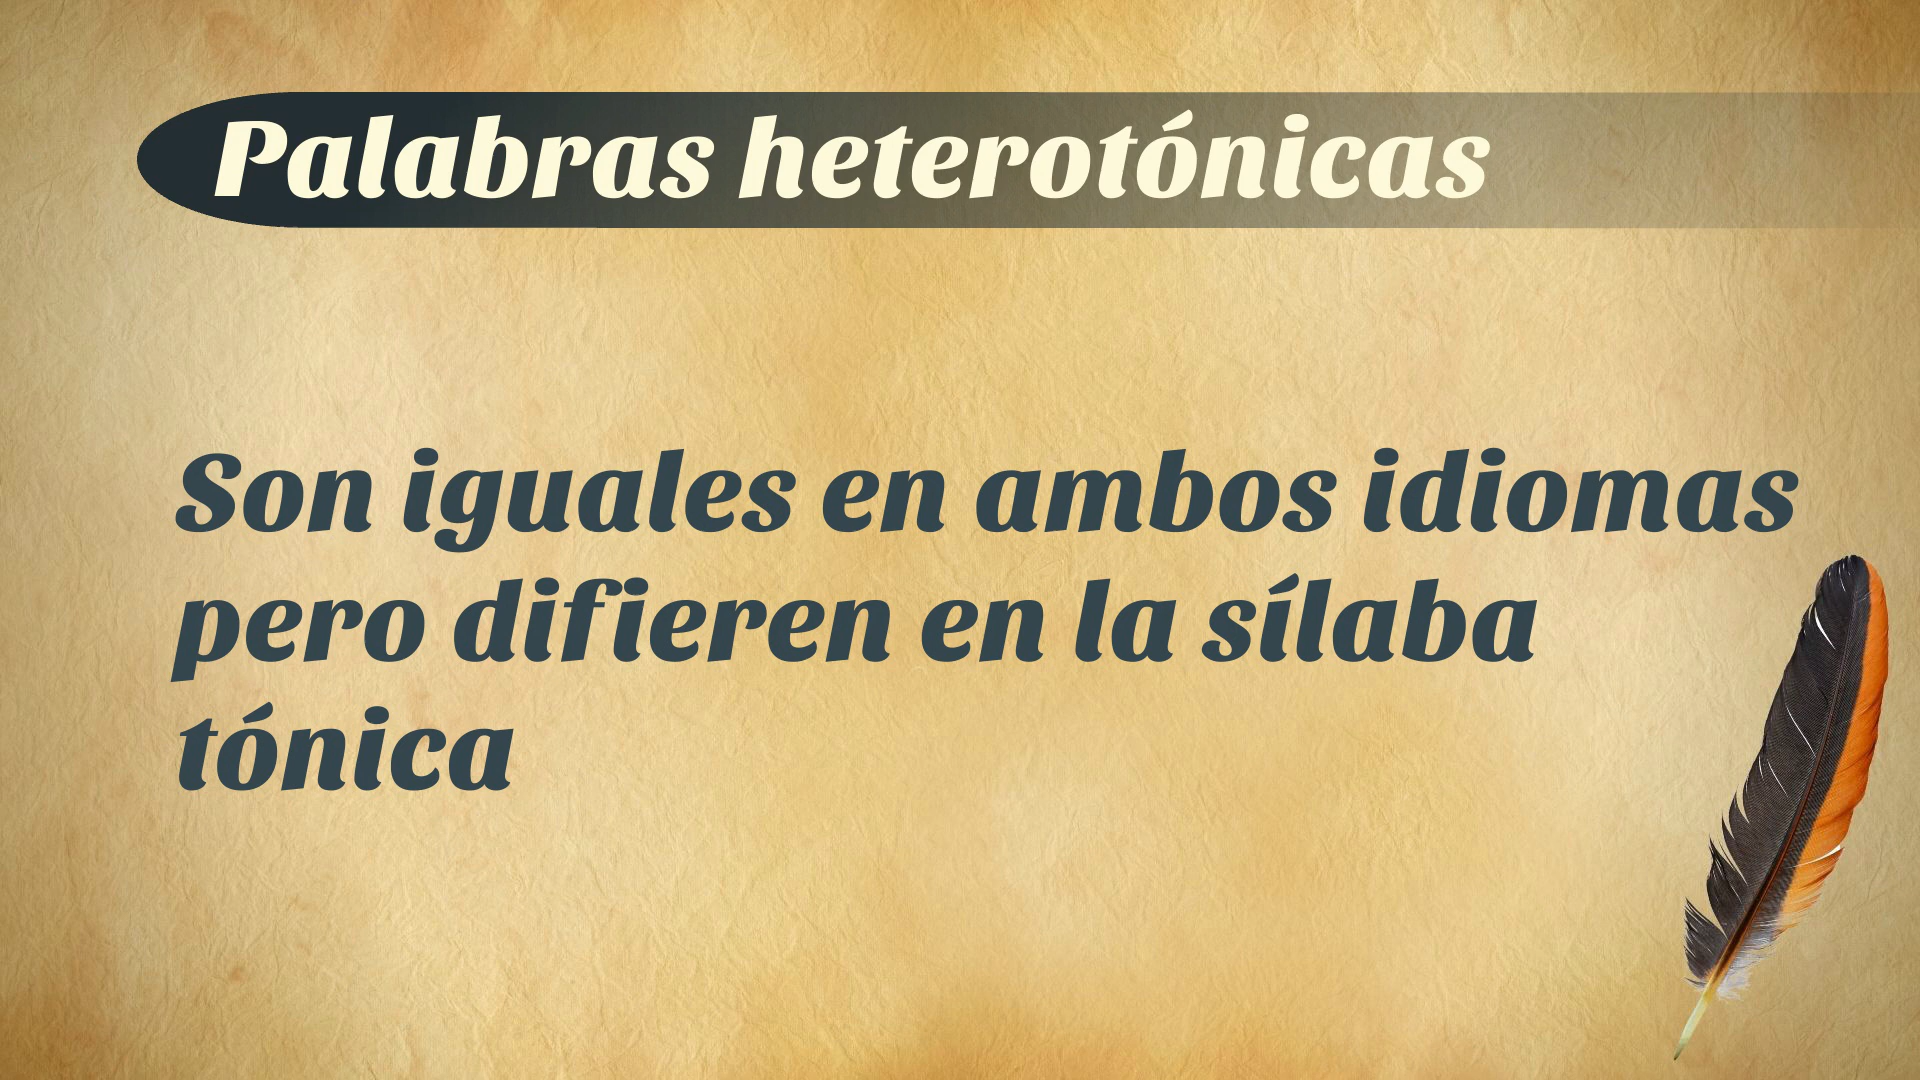 Palabras heterotónicas
Son iguales en ambos idiomas
pero difieren en la sílaba
tónica